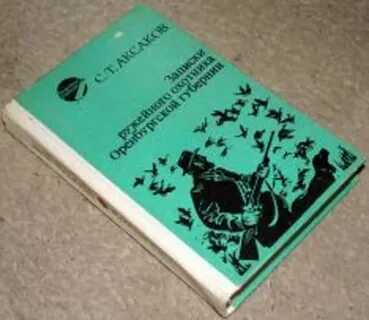 С. Т. АКСАКОВ
Записки
ружейного охотника
Оренбургской губернии